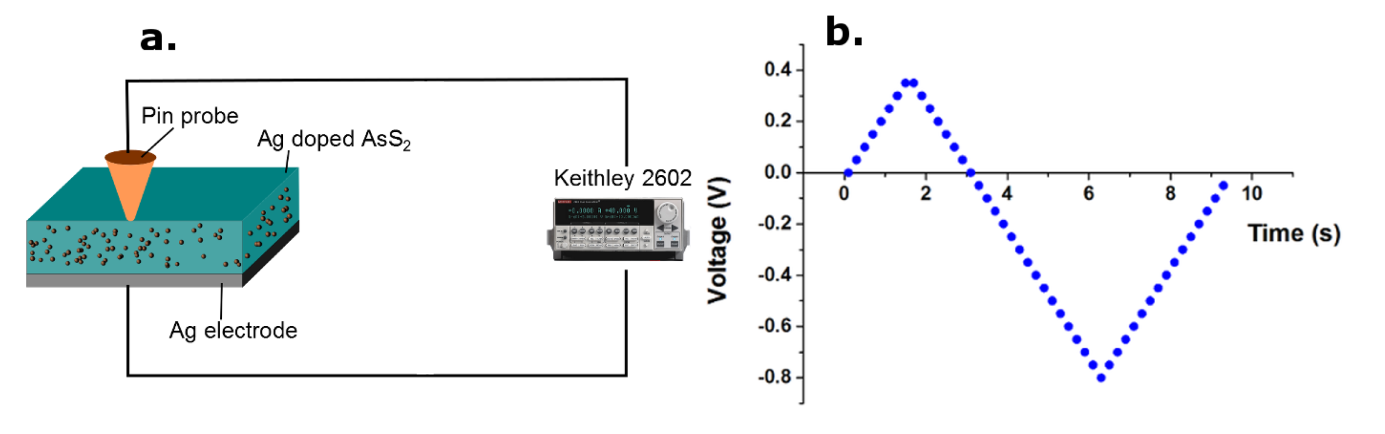 a.
Pin probe
Ag doped AsS₂
Keithley 2602
Ag electrode
b.
0.4
0.2
0.0
-0.2
-0.4
-0.6
-0.8
0 2 4 6 8 10
Voltage (V)
Time (s)